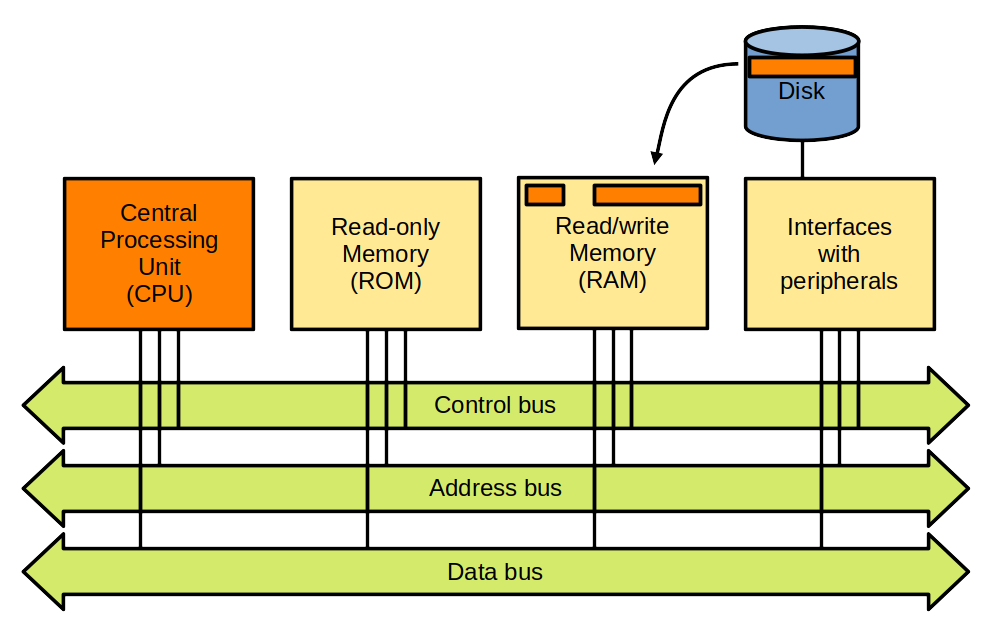 Disk
Central
Processing
Unit
(CPU)
Read-only
Memory
(ROM)
Read/write
Memory
(RAM)
Interfaces
with
peripherals
Control bus
Address bus
Data bus